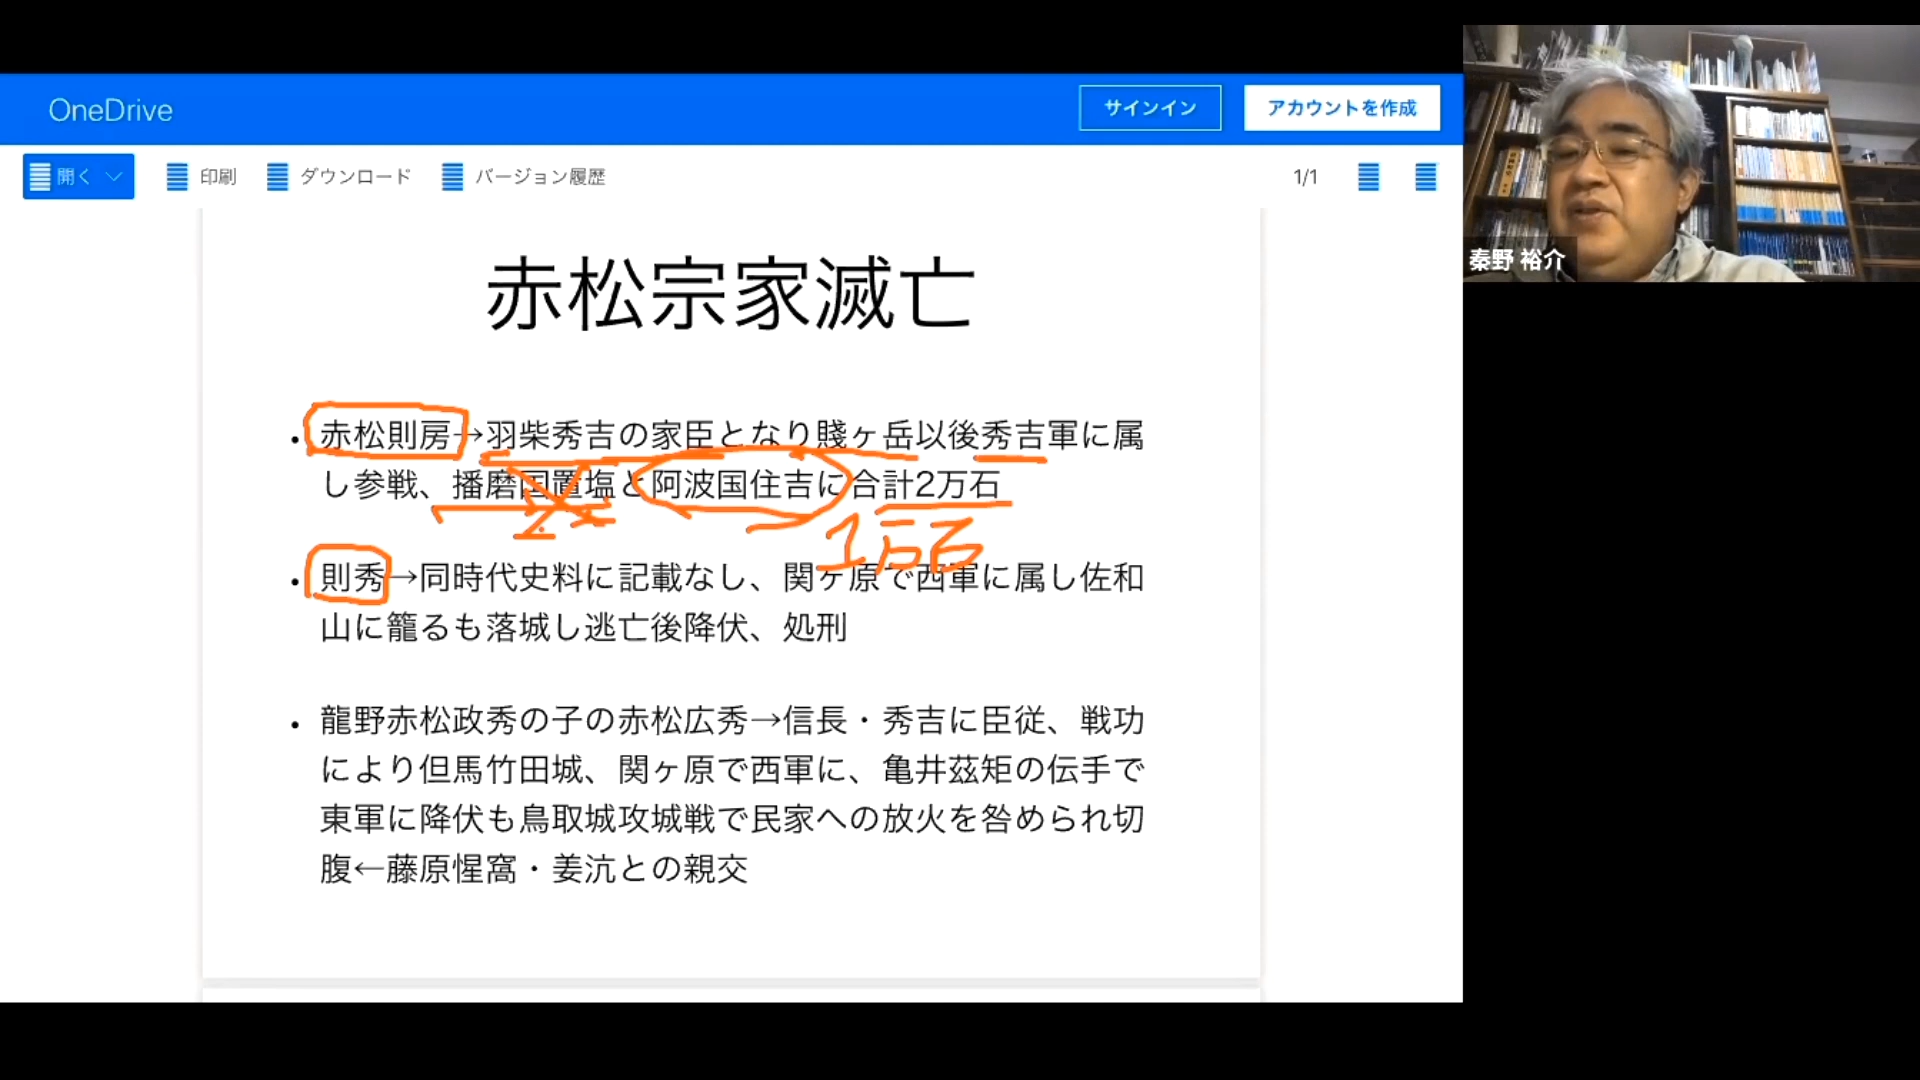 OneDrive
サインイン
アカウントを作成
開く
印刷
ダウンロード
バージョン履歴
1/1
秦野 裕介
赤松宗家滅亡
• 赤松則房→羽柴秀吉の家臣となり賤ヶ岳以後秀吉軍に属
し参戦、播磨国置塩と阿波国住吉に合計2万石
1万石
• 則秀→同時代史料に記載なし、関ヶ原で西軍に属し佐和
山に籠るも落城し逃亡後降伏、処刑
• 龍野赤松政秀の子の赤松広秀→信長・秀吉に臣従、戦功
により但馬竹田城、関ヶ原で西軍に、亀井茲矩の伝手で
東軍に降伏も鳥取城攻城戦で民家への放火を咎められ切
腹←藤原惺窩・姜沆との親交